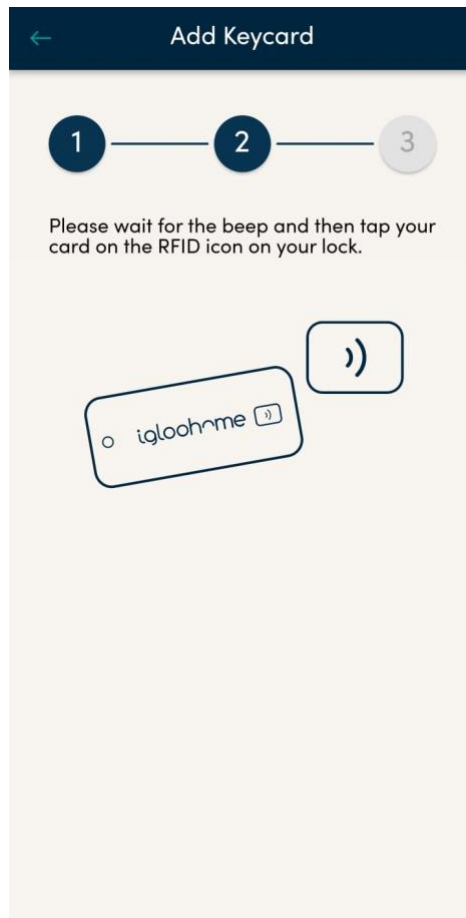 Add Keycard
1
2
3
Please wait for the beep and then tap your
card on the RFID icon on your lock.
igloohome